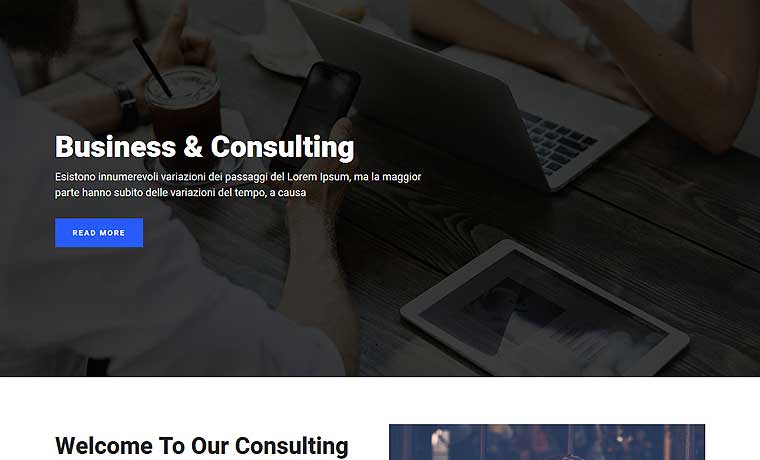 Business & Consulting
Esistono innumerevoli variazioni dei passaggi del Lorem Ipsum, ma la maggior
parte hanno subito delle variazioni del tempo, a causa
READ MORE
Welcome To Our Consulting